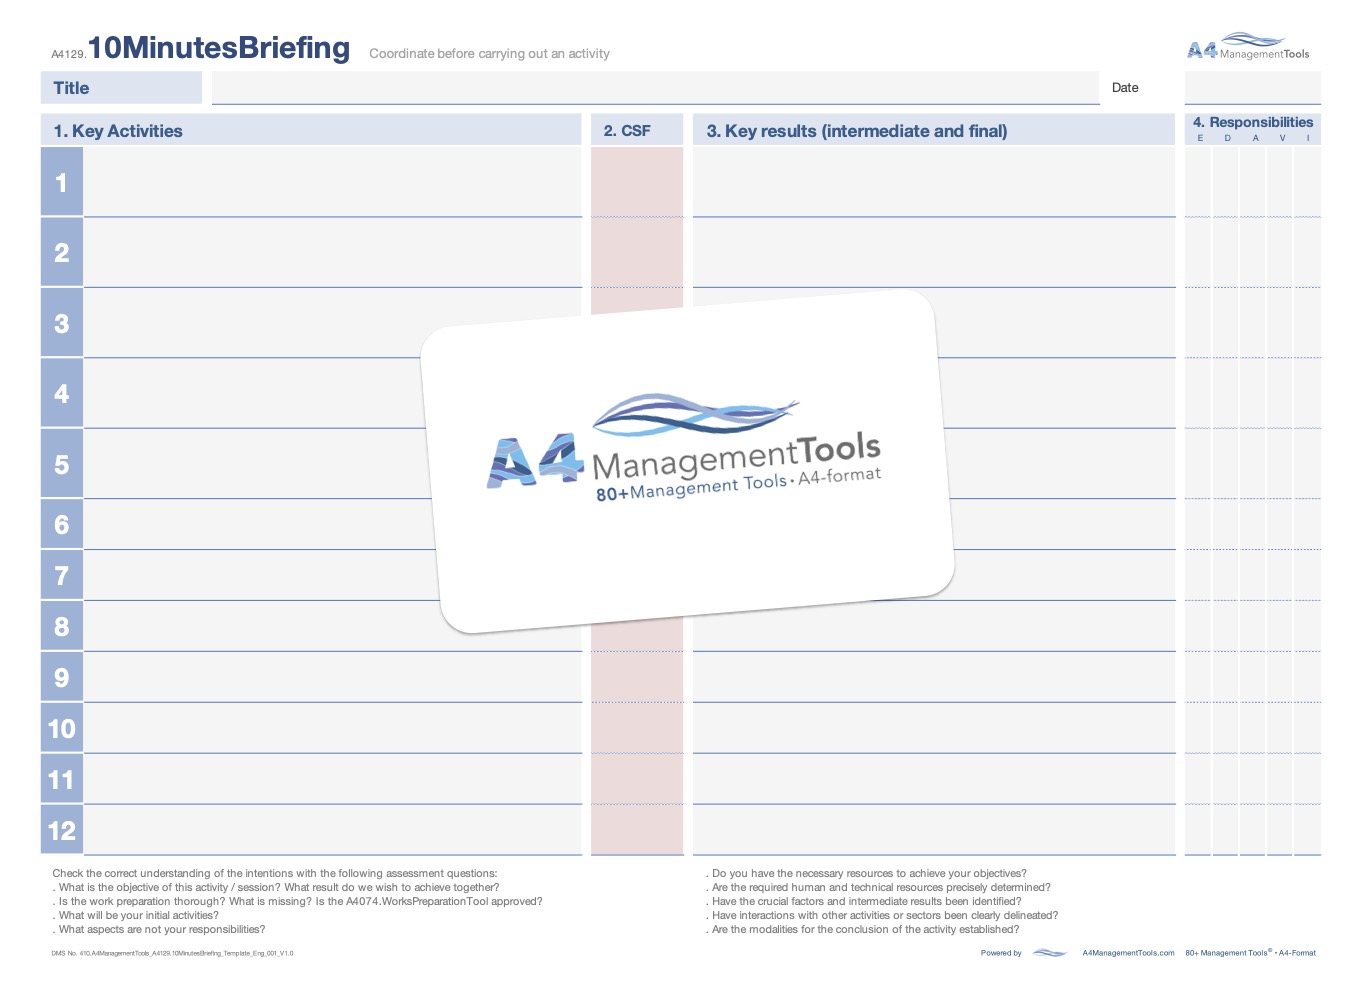 A4129.10MinutesBriefing Coordinate before carrying out an activity
A4 ManagementTools
Title Date
1. Key Activities 2. CSF 3. Key results (intermediate and final) 4. Responsibilities
E D A V I
1
2
3
4
5
6
7
8
9
10
11
12
A4 ManagementTools
80+Management Tools • A4-format
Check the correct understanding of the intentions with the following assessment questions:
. What is the objective of this activity / session? What result do we wish to achieve together?
. Is the work preparation thorough? What is missing? Is the A4074.WorksPreparationTool approved?
. What will be your initial activities?
. What aspects are not your responsibilities?
. Do you have the necessary resources to achieve your objectives?
. Are the required human and technical resources precisely determined?
. Have the crucial factors and intermediate results been identified?
. Have interactions with other activities or sectors been clearly delineated?
. Are the modalities for the conclusion of the activity established?
DMS No. 410.A4ManagementTools_A4129.10MinutesBriefing_Template_Eng_001_V1.0
Powered by A4ManagementTools.com 80+ Management Tools® • A4-Format